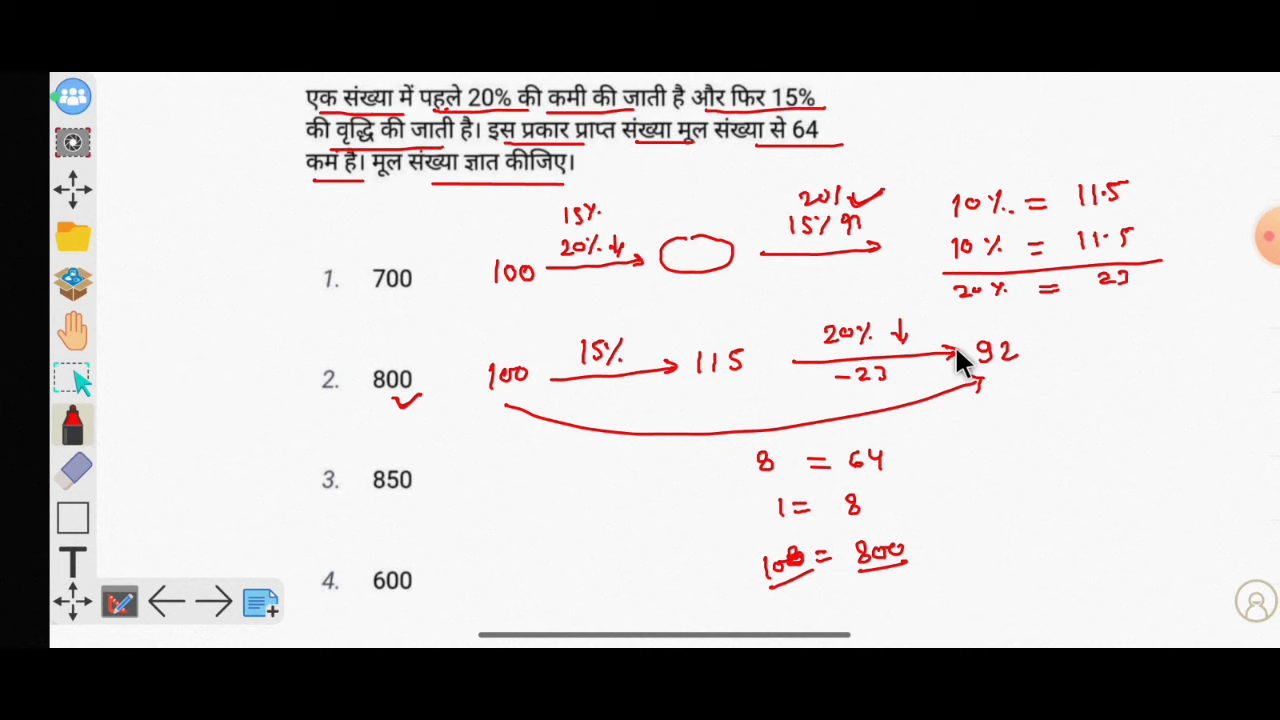 एक संख्या में पहले 20% की कमी की जाती है और फिर 15%
की वृद्धि की जाती है। इस प्रकार प्राप्त संख्या मूल संख्या से 64
कम है। मूल संख्या ज्ञात कीजिए।
15%
20% ↓
100
20% ↓
15% ↑
10% = 11.5
10% = 11.5
20% = 23
1. 700
100 15% 115 20% ↓ 92
-23
2. 800
8 = 64
3. 850
1 = 8
100 = 800
4. 600
T